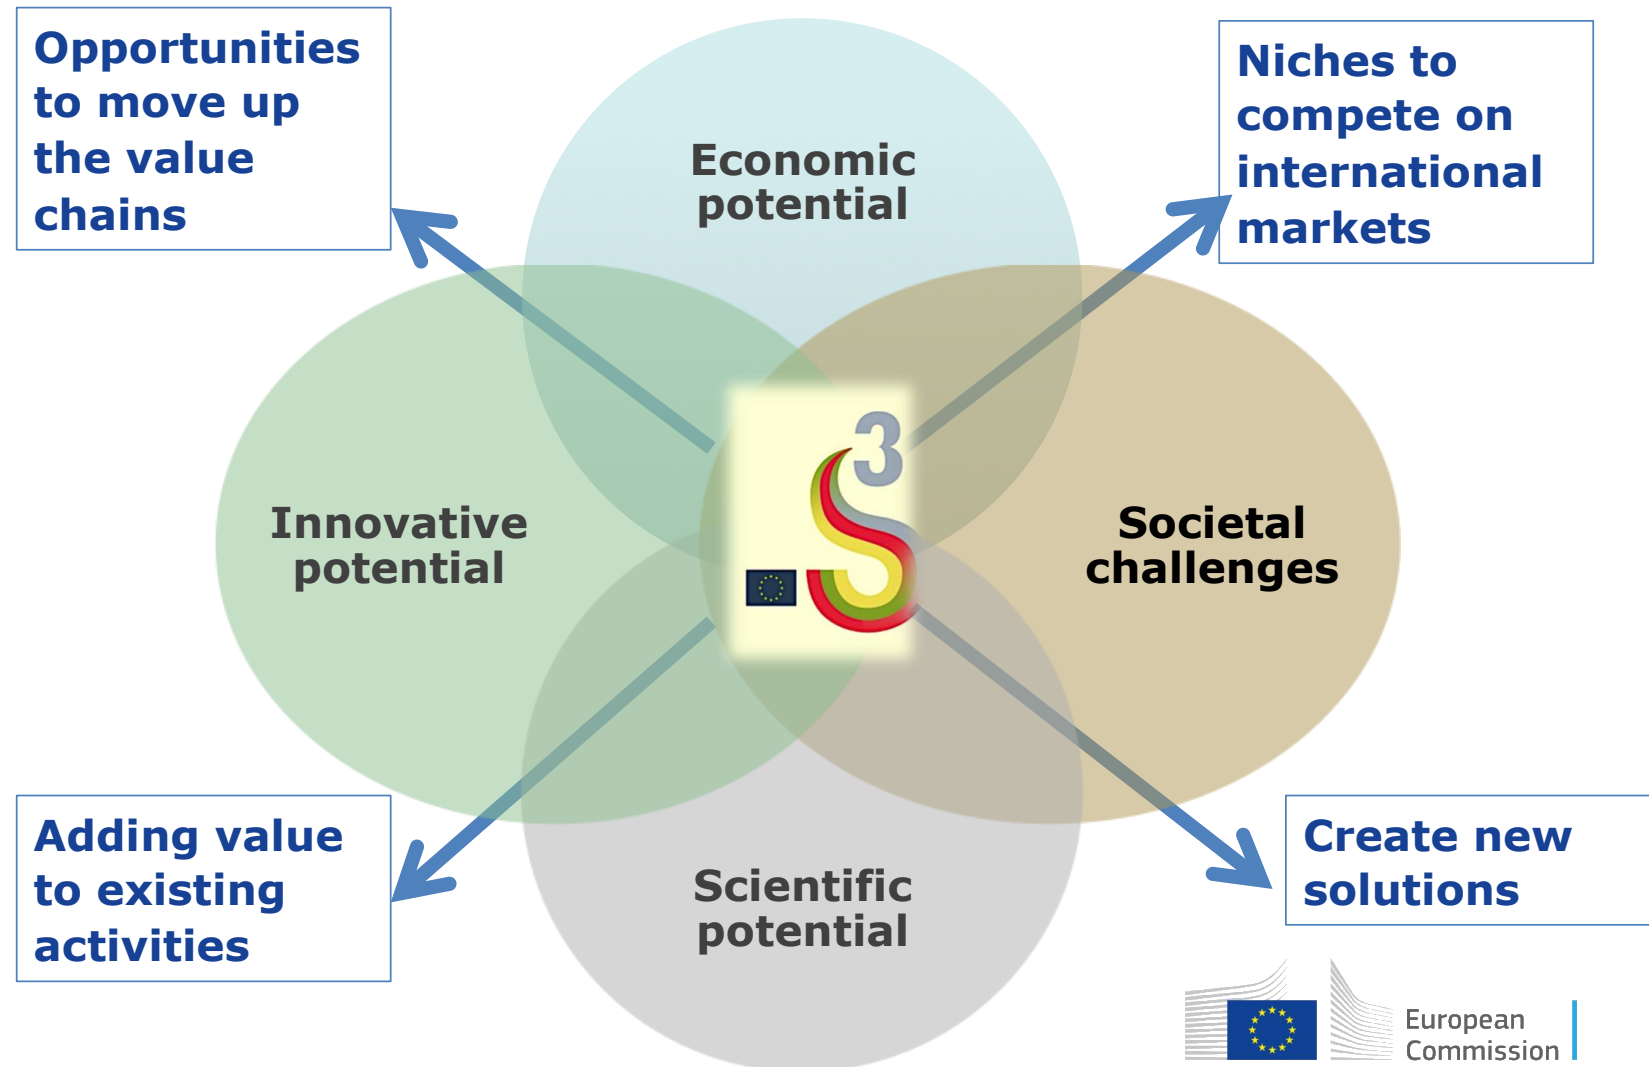 Opportunities
to move up
the value
chains
Niches to
compete on
international
markets
Economic
potential
3
S
Innovative
potential
Societal
challenges
Adding value
to existing
activities
Scientific
potential
Create new
solutions
European
Commission